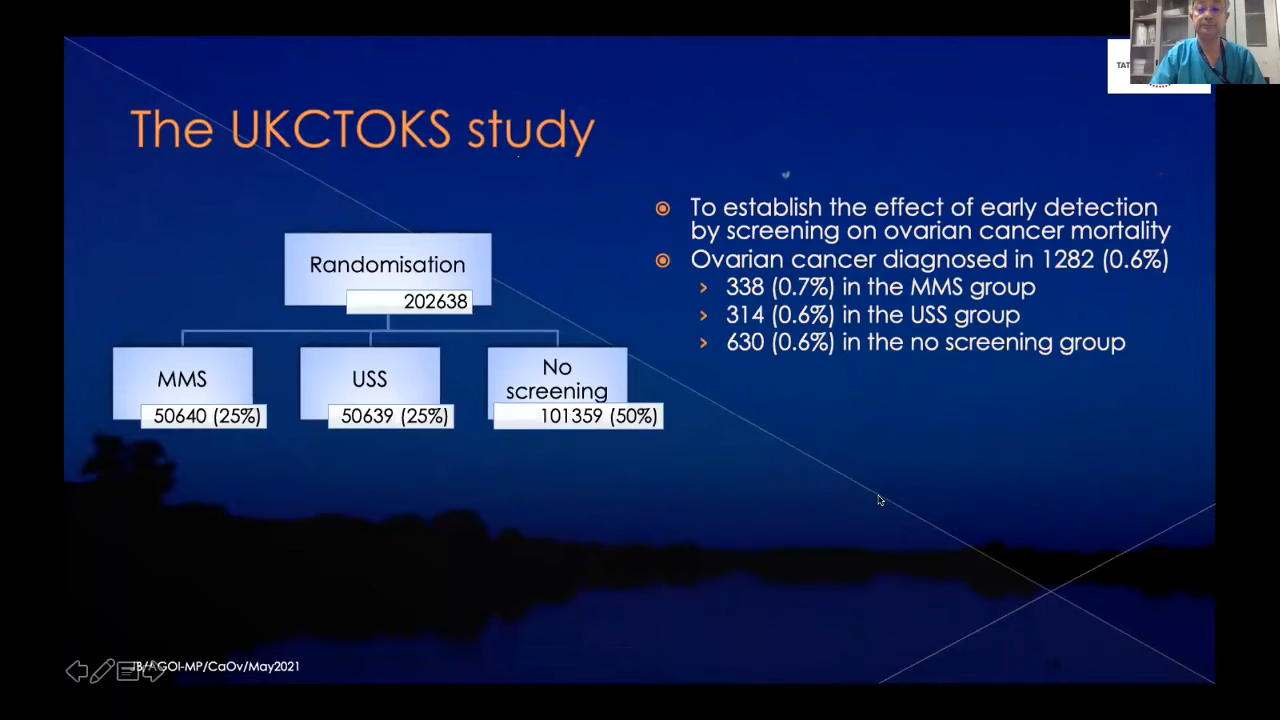 TAT
The UKCTOKS study
Randomisation
202638
MMS
50640 (25%)
USS
50639 (25%)
No
screening
101359 (50%)
To establish the effect of early detection
by screening on ovarian cancer mortality
Ovarian cancer diagnosed in 1282 (0.6%)
338 (0.7%) in the MMS group
314 (0.6%) in the USS group
630 (0.6%) in the no screening group
JB/AGOI-MP/CaOv/May2021